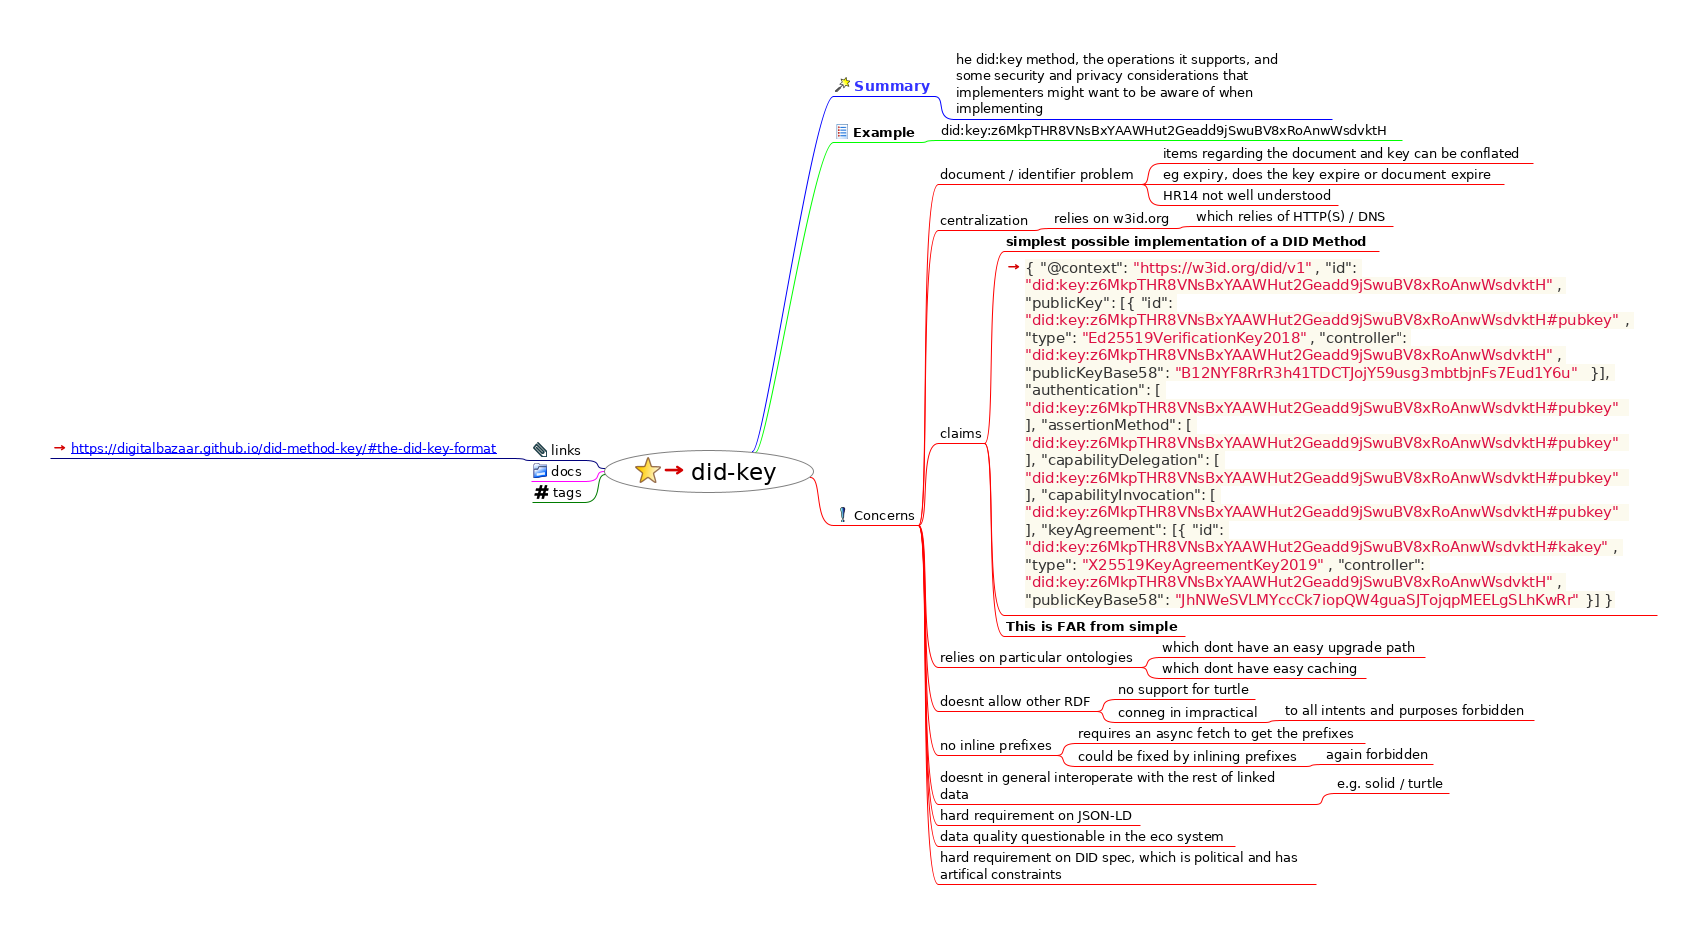 he did:key method, the operations it supports, and
some security and privacy considerations that
implementers might want to be aware of when
implementing
Summary
Example
did:key:z6MkpTHR8VNsBxYAAWHut2Geadd9jSwuBV8xRoAnwWsdvktH
items regarding the document and key can be conflated
document / identifier problem
eg expiry, does the key expire or document expire
HR14 not well understood
centralization
relies on w3id.org
which relies of HTTP(S) / DNS
simplest possible implementation of a DID Method
→ { "@context": "https://w3id.org/did/v1" , "id":
"did:key:z6MkpTHR8VNsBxYAAWHut2Geadd9jSwuBV8xRoAnwWsdvktH" ,
"publicKey": [{ "id":
"did:key:z6MkpTHR8VNsBxYAAWHut2Geadd9jSwuBV8xRoAnwWsdvktH#pubkey" ,
"type": "Ed25519VerificationKey2018" , "controller":
"did:key:z6MkpTHR8VNsBxYAAWHut2Geadd9jSwuBV8xRoAnwWsdvktH" ,
"publicKeyBase58": "B12NYF8RrR3h41TDCTJojY59usg3mbtbjnFs7Eud1Y6u" }],
"authentication": [
"did:key:z6MkpTHR8VNsBxYAAWHut2Geadd9jSwuBV8xRoAnwWsdvktH#pubkey"
], "assertionMethod": [
"did:key:z6MkpTHR8VNsBxYAAWHut2Geadd9jSwuBV8xRoAnwWsdvktH#pubkey"
], "capabilityDelegation": [
"did:key:z6MkpTHR8VNsBxYAAWHut2Geadd9jSwuBV8xRoAnwWsdvktH#pubkey"
], "capabilityInvocation": [
"did:key:z6MkpTHR8VNsBxYAAWHut2Geadd9jSwuBV8xRoAnwWsdvktH#pubkey"
], "keyAgreement": [{ "id":
"did:key:z6MkpTHR8VNsBxYAAWHut2Geadd9jSwuBV8xRoAnwWsdvktH#kakey" ,
"type": "X25519KeyAgreementKey2019" , "controller":
"did:key:z6MkpTHR8VNsBxYAAWHut2Geadd9jSwuBV8xRoAnwWsdvktH" ,
"publicKeyBase58": "JhNWeSVLMYccCk7iopQW4guaSJTojqpMEELgSLhKwRr" }] }
claims
This is FAR from simple
→ https://digitalbazaar.github.io/did-method-key/#the-did-key-format
links
docs
# tags
→ did-key
Concerns
relies on particular ontologies
which dont have an easy upgrade path
which dont have easy caching
doesnt allow other RDF
no support for turtle
conneg in impractical
to all intents and purposes forbidden
no inline prefixes
requires an async fetch to get the prefixes
could be fixed by inlining prefixes
again forbidden
doesnt in general interoperate with the rest of linked
data
e.g. solid / turtle
hard requirement on JSON-LD
data quality questionable in the eco system
hard requirement on DID spec, which is political and has
artifical constraints